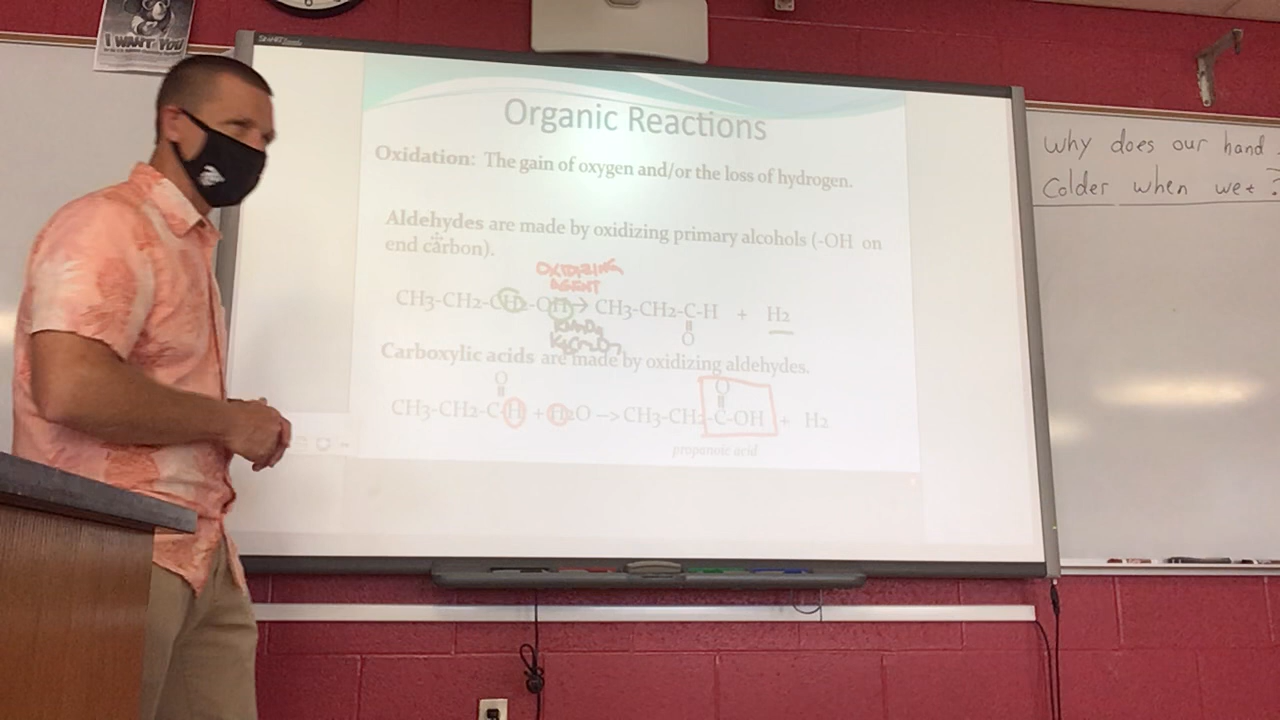 I WANT YOU
Organic Reactions
Oxidation: The gain of oxygen and/or the loss of hydrogen.
Aldehydes are made by oxidizing primary alcohols (-OH on
end carbon).
OXIDIZING
AGENT
CH3-CH2-CH2-OH→ CH3-CH2-C-H + H2
O
Carboxylic acids are made by oxidizing aldehydes.
O
O
CH3-CH2-C-H + H2O –>CH3-CH2-C-OH + H2
propanoic acid
Why does our hand
Colder when wet ?